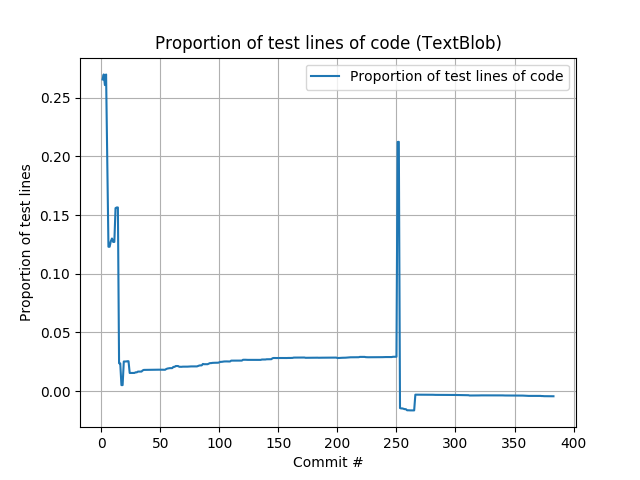 Proportion of test lines of code (TextBlob)
Proportion of test lines of code
0.25
0.20
0.15
0.10
0.05
0.00
Proportion of test lines
0 50 100 150 200 250 300 350 400
Commit #